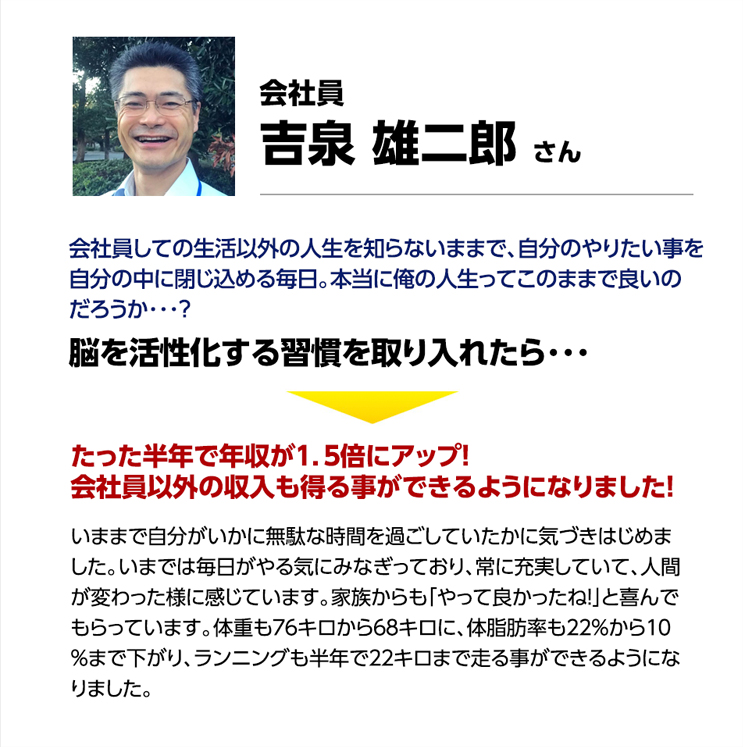 会社員
吉泉 雄二郎 さん
会社員しての生活以外の人生を知らないままで、自分のやりたい事を
自分の中に閉じ込める毎日。本当に俺の人生ってこのままで良いの
だろうか・・・?
脳を活性化する習慣を取り入れたら・・・
たった半年で年収が1.5倍にアップ!
会社員以外の収入も得る事ができるようになりました!
いままで自分がいかに無駄な時間を過ごしていたかに気づきはじめま
した。いまでは毎日がやる気にみなぎっており、常に充実していて、人間
が変わった様に感じています。家族からも「やって良かったね!」と喜んで
もらっています。体重も76キロから68キロに、体脂肪率も22%から10
%まで下がり、ランニングも半年で22キロまで走る事ができるようにな
りました。